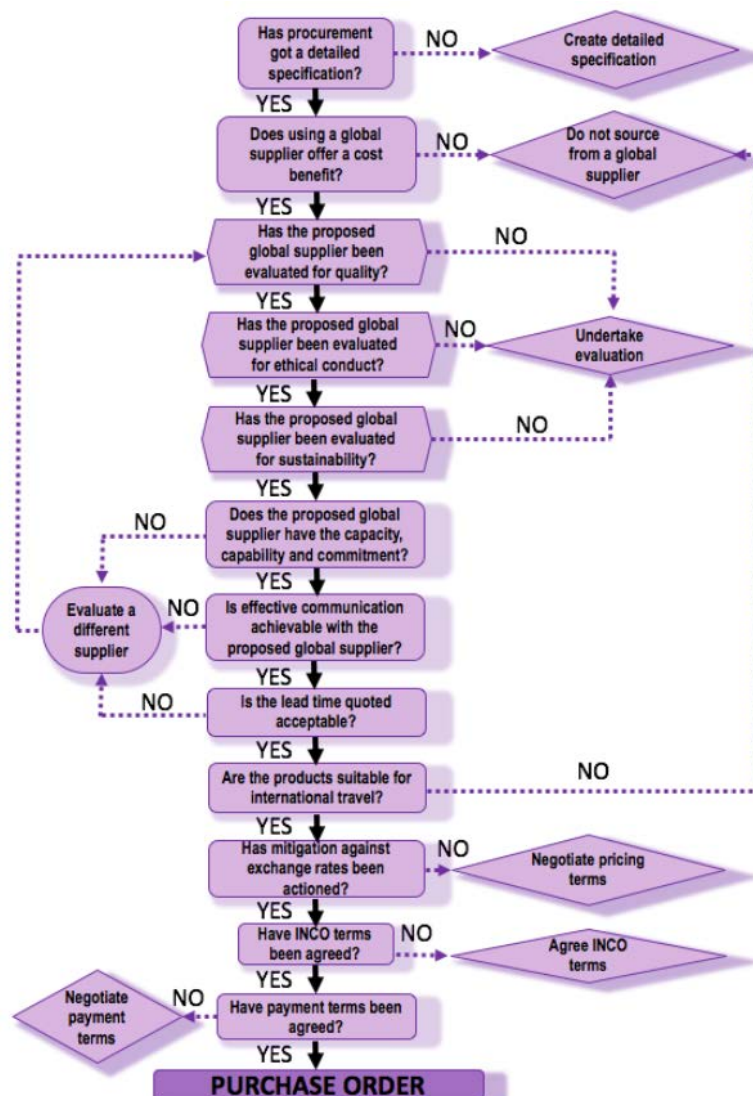 Has procurement
got a detailed
specification?
NO
Create detailed
specification
YES
Does using a global
supplier offer a cost
benefit?
NO
Do not source
from a global
supplier
YES
Has the proposed
global supplier been
evaluated for quality?
NO
YES
Has the proposed global
supplier been evaluated
for ethical conduct?
NO
Undertake
evaluation
YES
Has the proposed global
supplier been evaluated
for sustainability?
NO
YES
Does the proposed global
supplier have the capacity,
capability and commitment?
NO
YES
Is effective communication
achievable with the
proposed global supplier?
NO
Evaluate a
different
supplier
YES
Is the lead time quoted
acceptable?
NO
YES
Are the products suitable for
international travel?
NO
YES
Has mitigation against
exchange rates been
actioned?
NO
Negotiate pricing
terms
YES
Have INCO terms
been agreed?
NO
Agree INCO
terms
YES
Have payment terms been
agreed?
NO
Negotiate
payment
terms
YES
PURCHASE ORDER